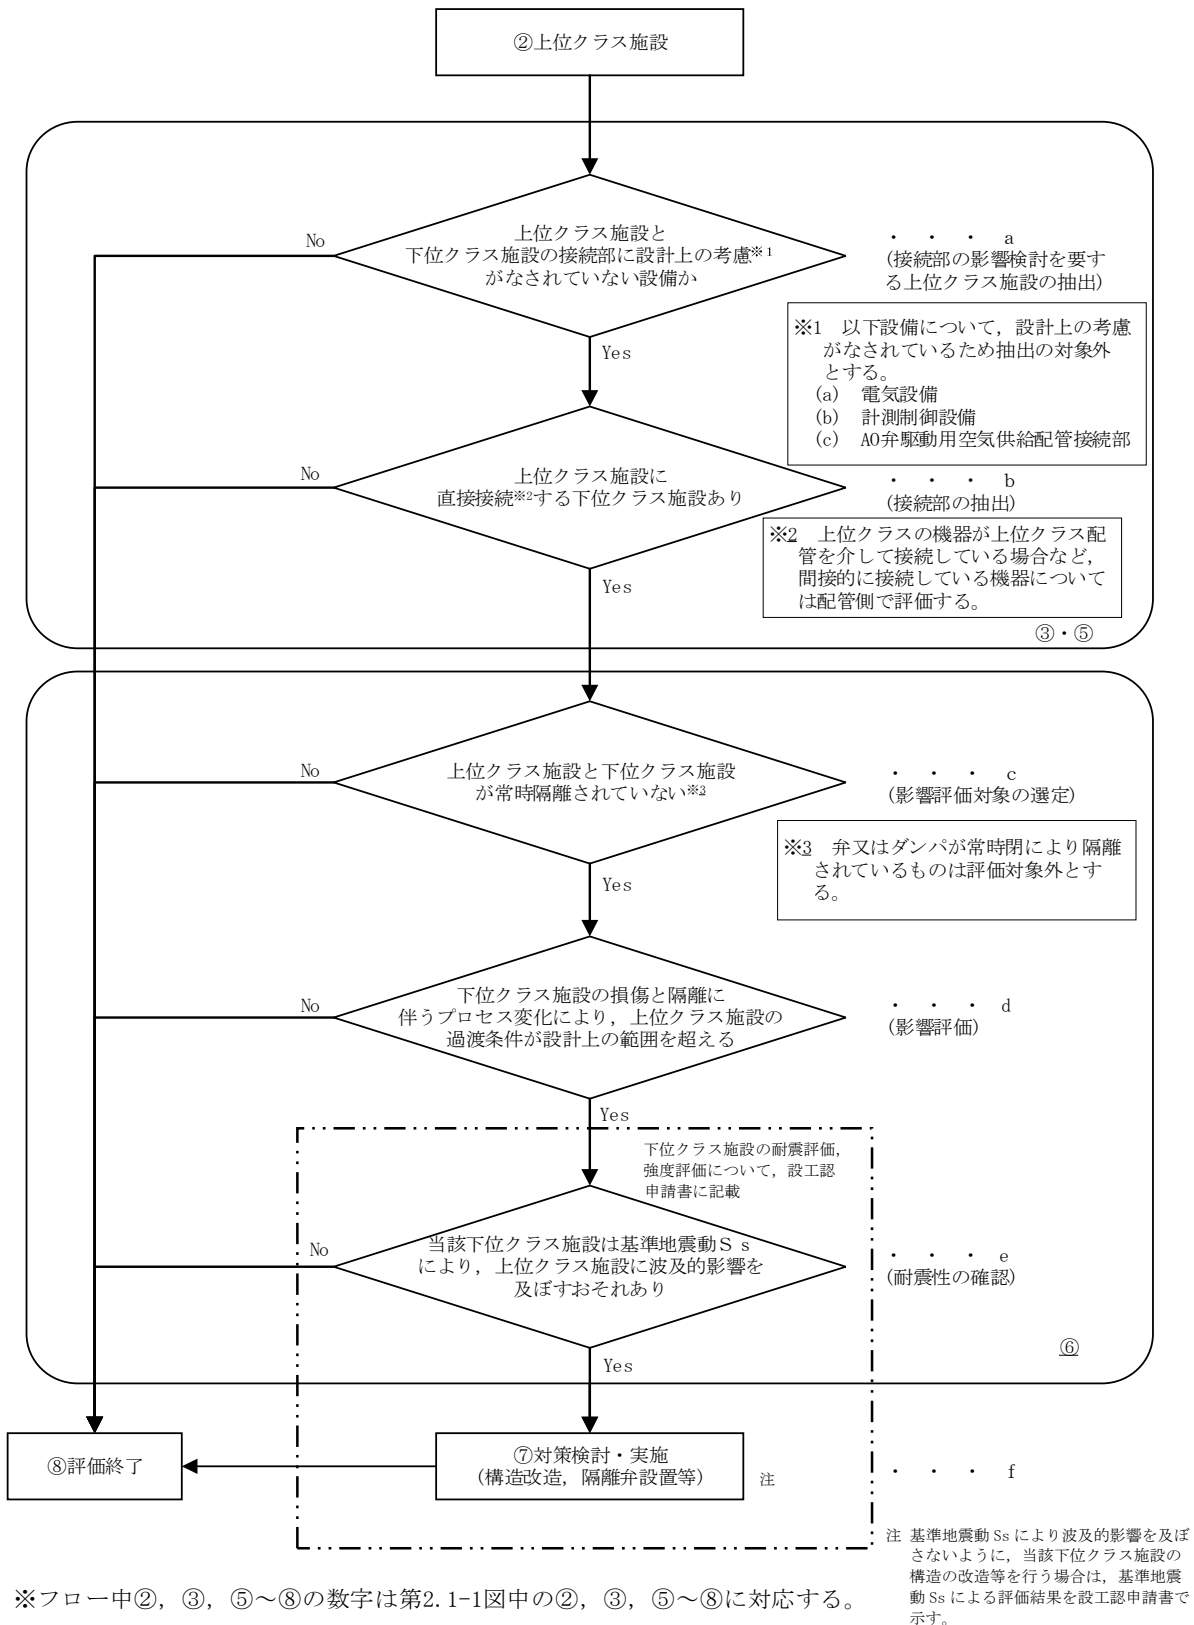 ②上位クラス施設
上位クラス施設と
下位クラス施設の接続部に設計上の考慮※1
がなされていない設備か
No
・ ・ ・ a
(接続部の影響検討を要す
る上位クラス施設の抽出)
※1 以下設備について，設計上の考慮
がなされているため抽出の対象外
とする。
(a) 電気設備
(b) 計測制御設備
(c) AO弁駆動用空気供給配管接続部
Yes
上位クラス施設に
直接接続※2する下位クラス施設あり
No
・ ・ ・ b
(接続部の抽出)
※2 上位クラスの機器が上位クラス配
管を介して接続している場合など，
間接的に接続している機器について
は配管側で評価する。
Yes
③・⑤
上位クラス施設と下位クラス施設
が常時隔離されていない※3
No
・ ・ ・ c
(影響評価対象の選定)
※3 弁又はダンパが常時閉により隔離
されているものは評価対象外とす
る。
Yes
下位クラス施設の損傷と隔離に
伴うプロセス変化により，上位クラス施設の
過渡条件が設計上の範囲を超える
No
・ ・ ・ d
(影響評価)
Yes
下位クラス施設の耐震評価，
強度評価について，設工認
申請書に記載
当該下位クラス施設は基準地震動Ｓｓ
により，上位クラス施設に波及的影響を
及ぼすおそれあり
No
・ ・ ・ e
(耐震性の確認)
Yes
⑥
⑧評価終了
⑦対策検討・実施
(構造改造，隔離弁設置等)
注
・ ・ ・ f
注 基準地震動 Ss により波及的影響を及ぼ
さないように，当該下位クラス施設の
構造の改造等を行う場合は，基準地震
動 Ss による評価結果を設工認申請書で
示す。
※フロー中②，③，⑤～⑧の数字は第2.1-1図中の②，③，⑤～⑧に対応する。